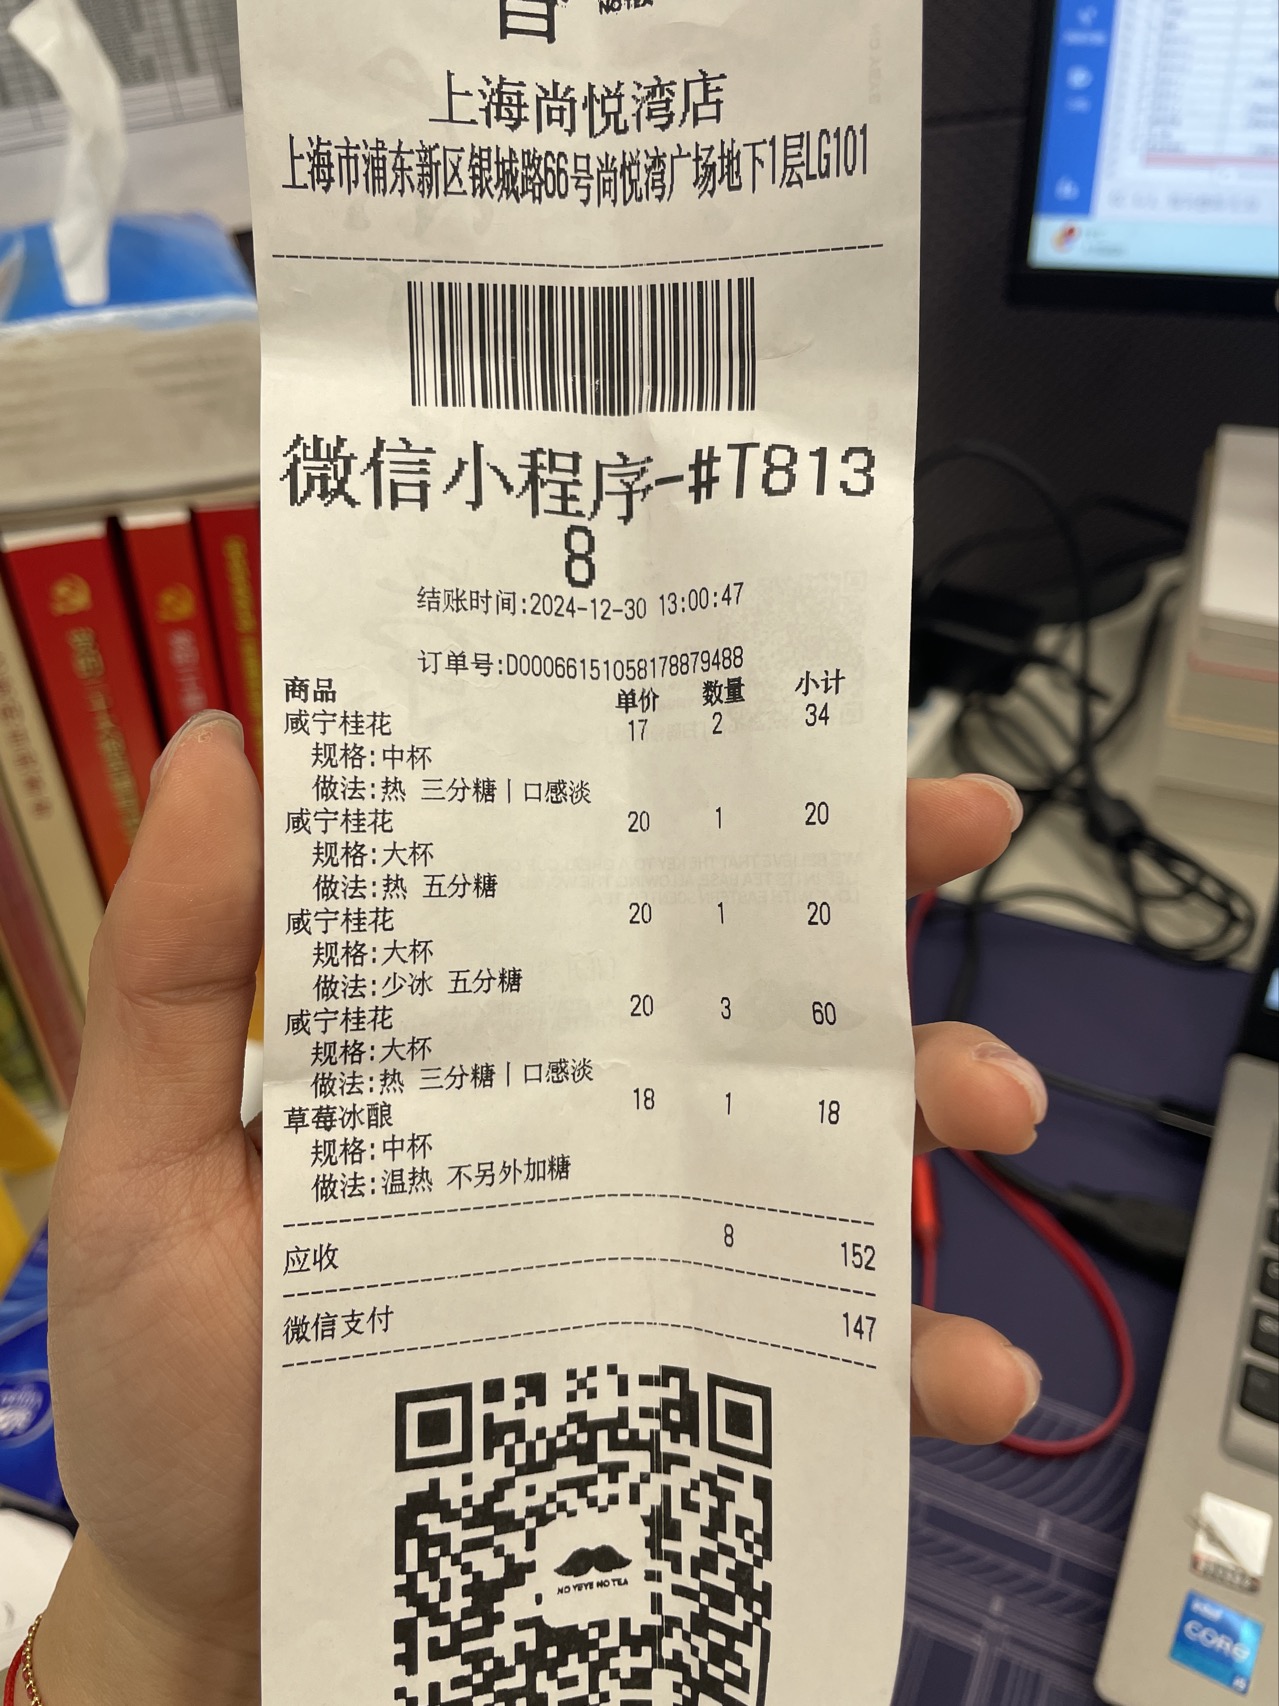 NO TEA
上海尚悦湾店
上海市浦东新区银城路66号尚悦湾广场地下1层LG101
微信小程序-#T813
8
结账时间:2024-12-30 13:00:47
订单号:D00066151058178879488
商品 单价 数量 小计
咸宁桂花 17 2 34
规格:中杯
做法:热 三分糖|口感淡
咸宁桂花 20 1 20
规格:大杯
做法:热 五分糖
咸宁桂花 20 1 20
规格:大杯
做法:少冰 五分糖
咸宁桂花 20 3 60
规格:大杯
做法:热 三分糖|口感淡
草莓冰酿 18 1 18
规格:中杯
做法:温热 不另外加糖
应收 8 152
微信支付 147
NO YEYE NO TEA
intel
CORE
i5